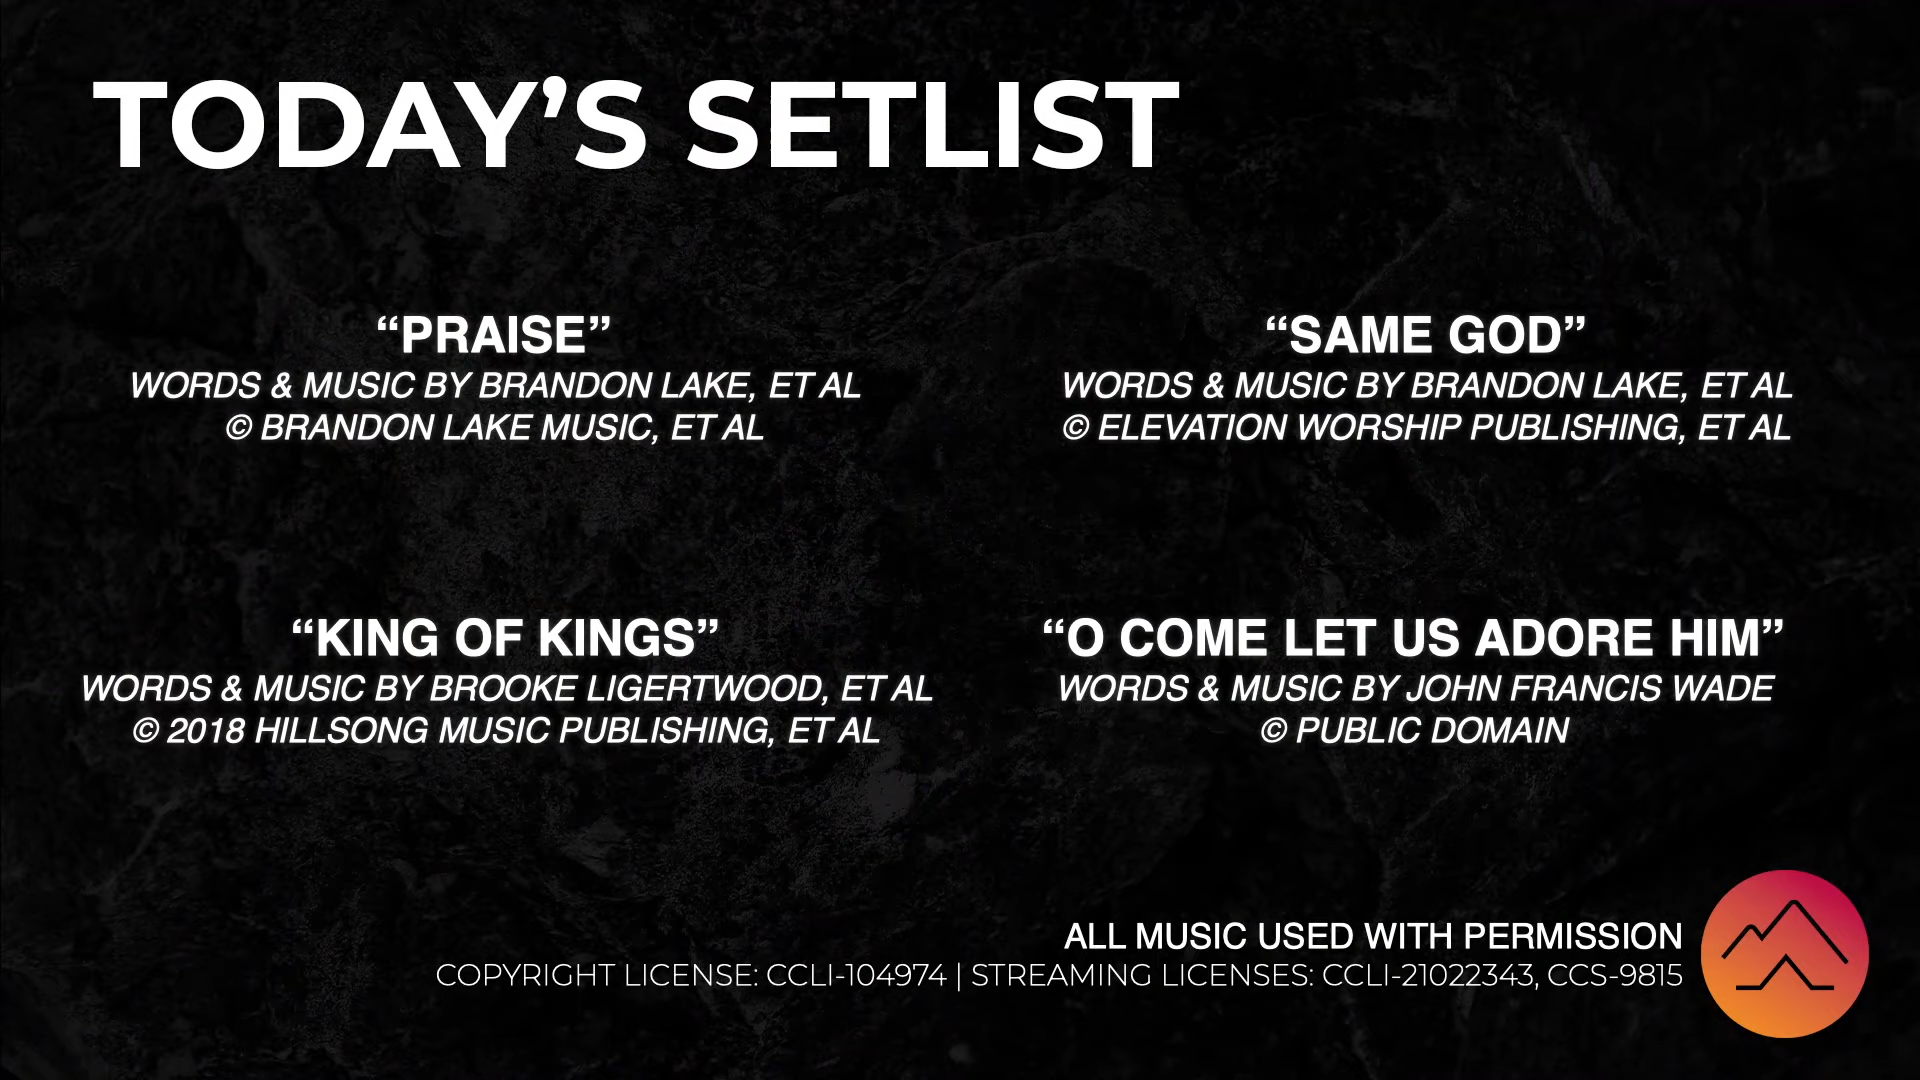 TODAY’S SETLIST
“PRAISE”
WORDS & MUSIC BY BRANDON LAKE, ET AL
© BRANDON LAKE MUSIC, ET AL
“SAME GOD”
WORDS & MUSIC BY BRANDON LAKE, ET AL
© ELEVATION WORSHIP PUBLISHING, ET AL
“KING OF KINGS”
WORDS & MUSIC BY BROOKE LIGERTWOOD, ET AL
© 2018 HILLSONG MUSIC PUBLISHING, ET AL
“O COME LET US ADORE HIM”
WORDS & MUSIC BY JOHN FRANCIS WADE
© PUBLIC DOMAIN
ALL MUSIC USED WITH PERMISSION
COPYRIGHT LICENSE: CCLI-104974 | STREAMING LICENSES: CCLI-21022343, CCS-9815